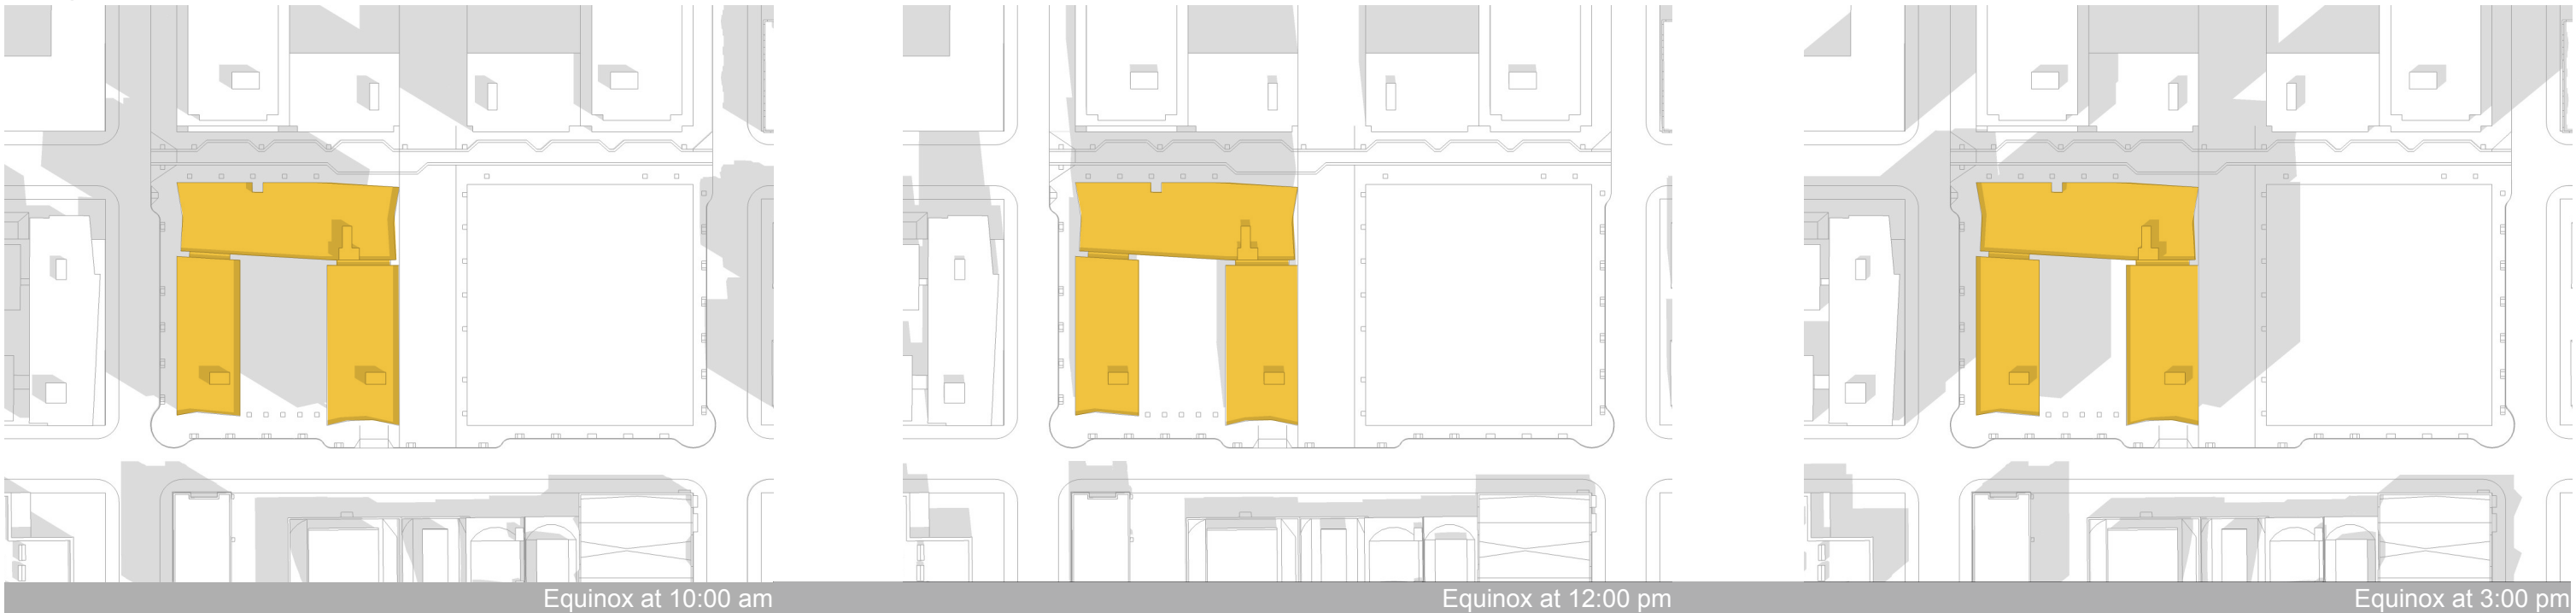 Equinox at 10:00 am
Equinox at 12:00 pm
Equinox at 3:00 pm